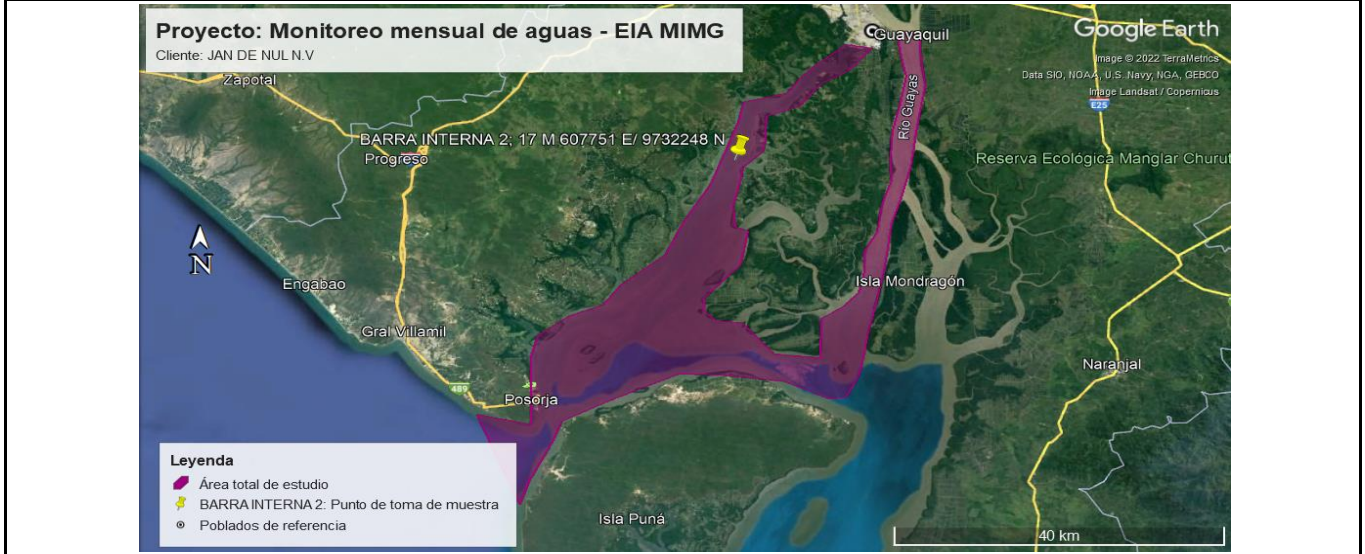 Proyecto: Monitoreo mensual de aguas - EIA MIMG
Cliente: JAN DE NUL N.V
Guayaquil
Google Earth
Image © 2022 TerraMetrics
Data SIO, NOAA, U.S. Navy, NGA, GEBCO
Image Landsat / Copernicus
Zapotal
E25
Río Guayas
BARRA INTERNA 2; 17 M 607751 E/ 9732248 N
Progreso
Reserva Ecológica Manglar Churut
N
Engabao
Isla Mondragón
Gral Villamil
Naranjal
489
Posorja
Leyenda
Área total de estudio
BARRA INTERNA 2: Punto de toma de muestra
Poblados de referencia
Isla Puná
40 km